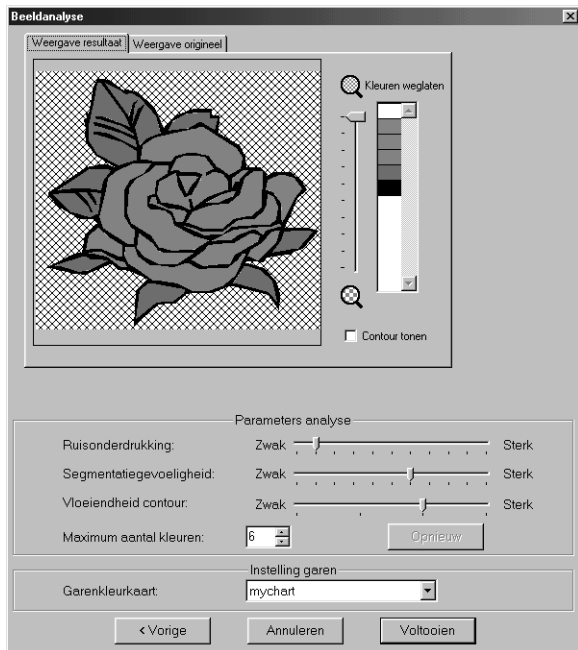 Beeldanalyse
Weergave resultaat Weergave origineel
Kleuren weglaten
Contour tonen
Parameters analyse
Ruisonderdrukking: Zwak Sterk
Segmentatiegevoeligheid: Zwak Sterk
Vloeiendheid contour: Zwak Sterk
Maximum aantal kleuren: 6 Opnieuw
Instelling garen
Garenkleurkaart: mychart
< Vorige Annuleren Voltooien